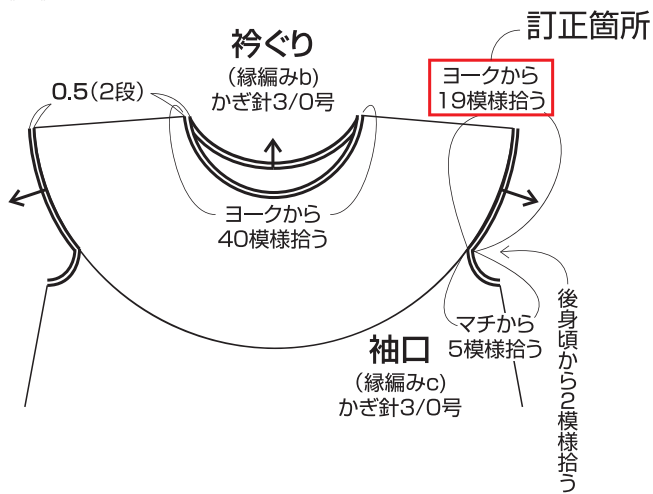 訂正箇所
衿ぐり
(縁編みb)
かぎ針3/0号
0.5(2段)
ヨークから
19模様拾う
ヨークから
40模様拾う
マチから
5模様拾う
袖口
(縁編みc)
かぎ針3/0号
後身頃から2模様拾う